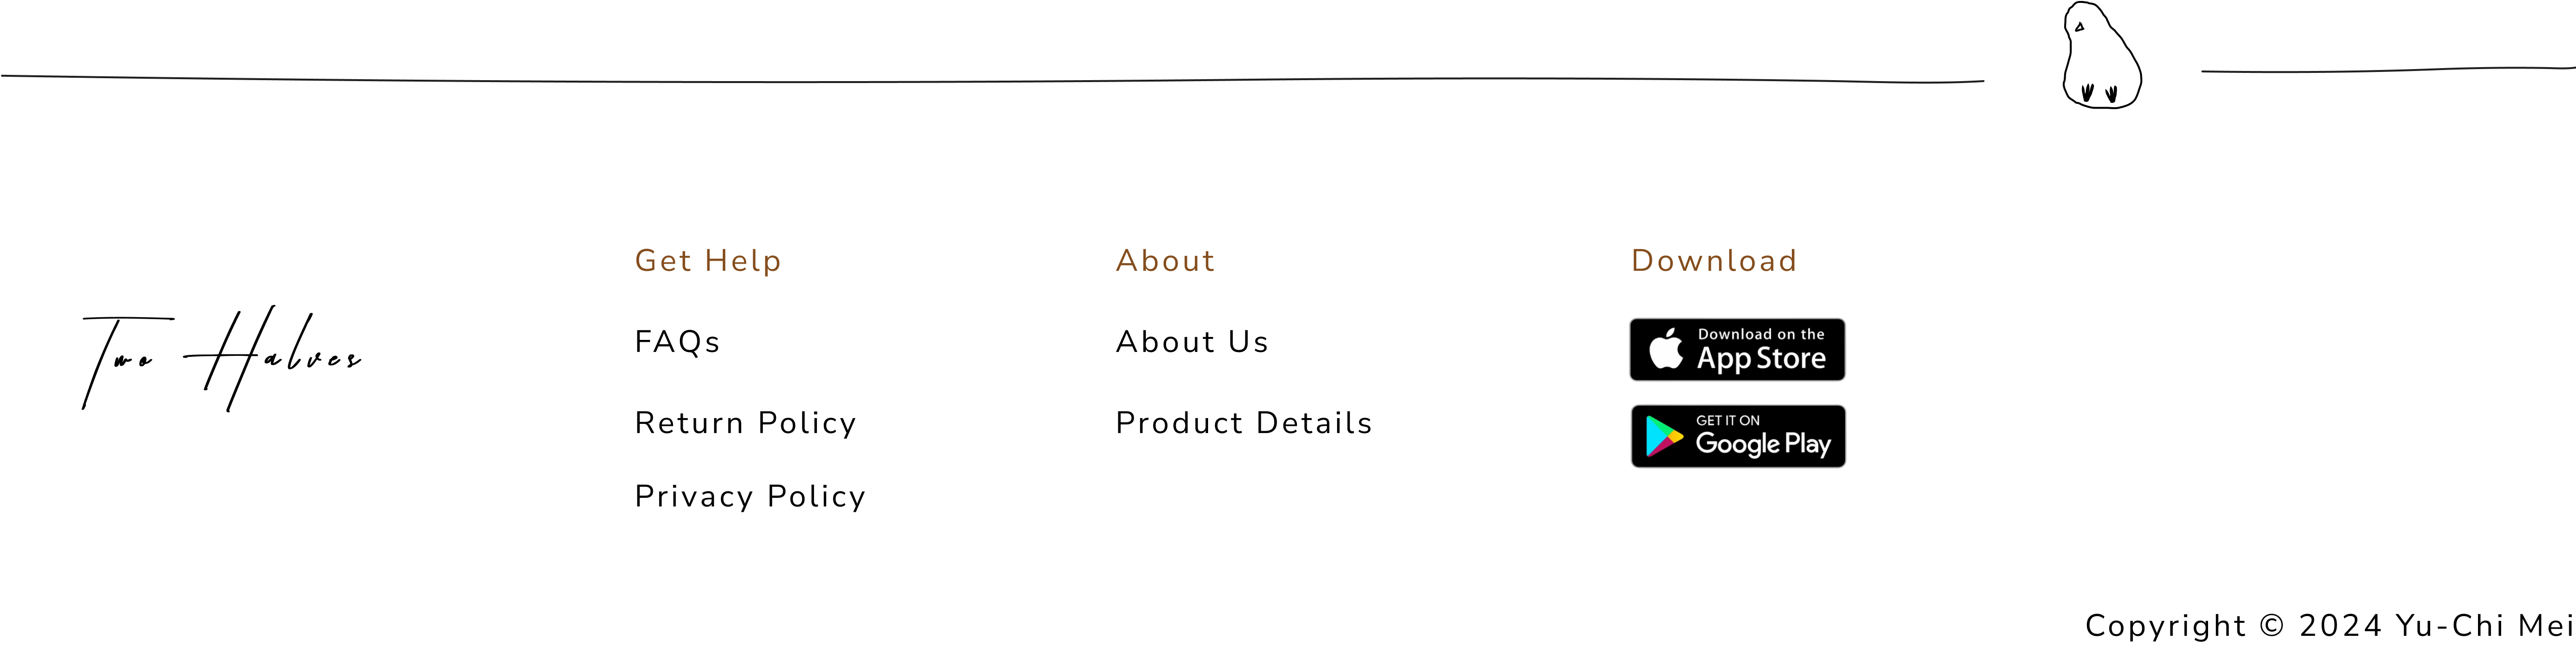 Two Halves
Get Help
FAQs
Return Policy
Privacy Policy
About
About Us
Product Details
Download
Download on the
App Store
GET IT ON
Google Play
Copyright © 2024 Yu-Chi Mei